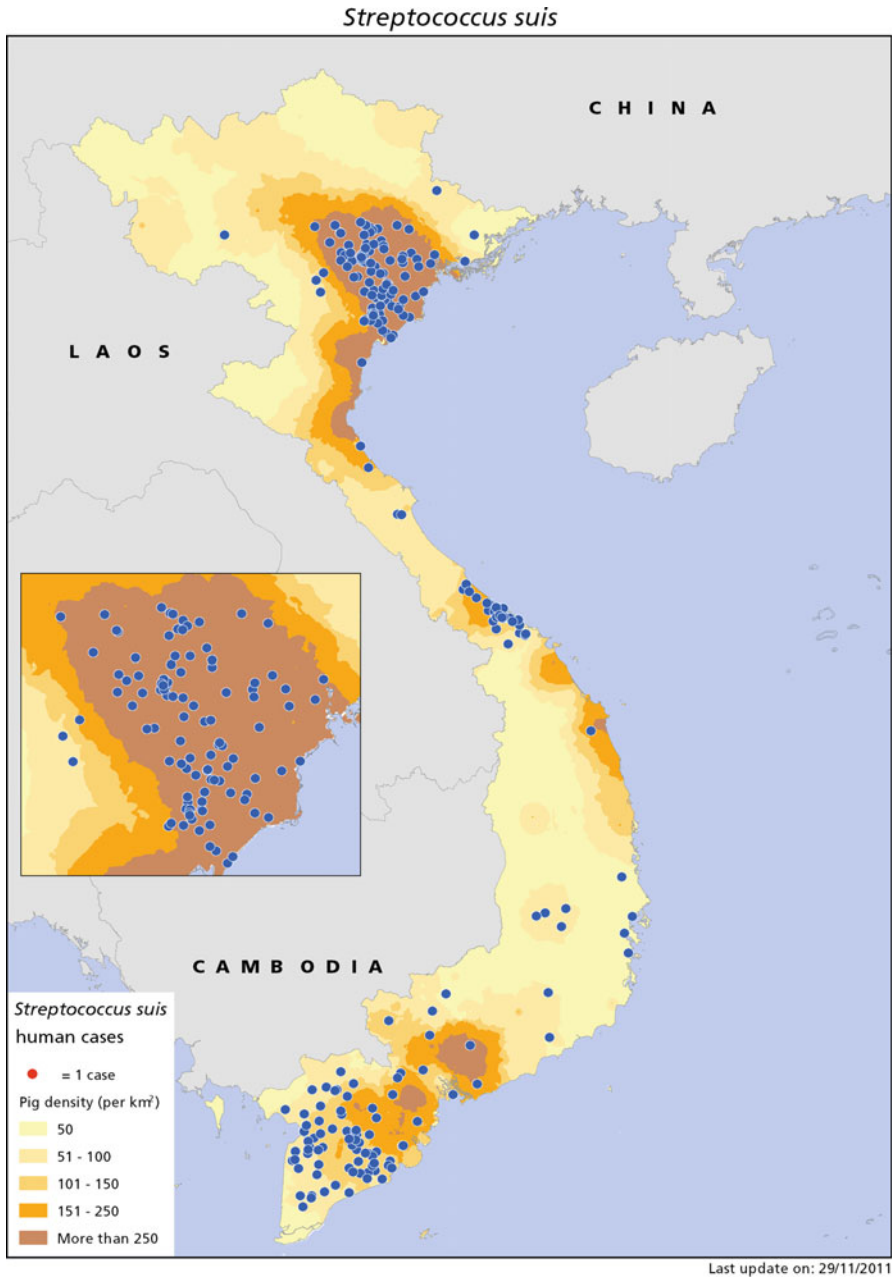 Streptococcus suis
CHINA
LAOS
CAMBODIA
Streptococcus suis
human cases
= 1 case
Pig density (per km²)
50
51 - 100
101 - 150
151 - 250
More than 250
Last update on: 29/11/2011